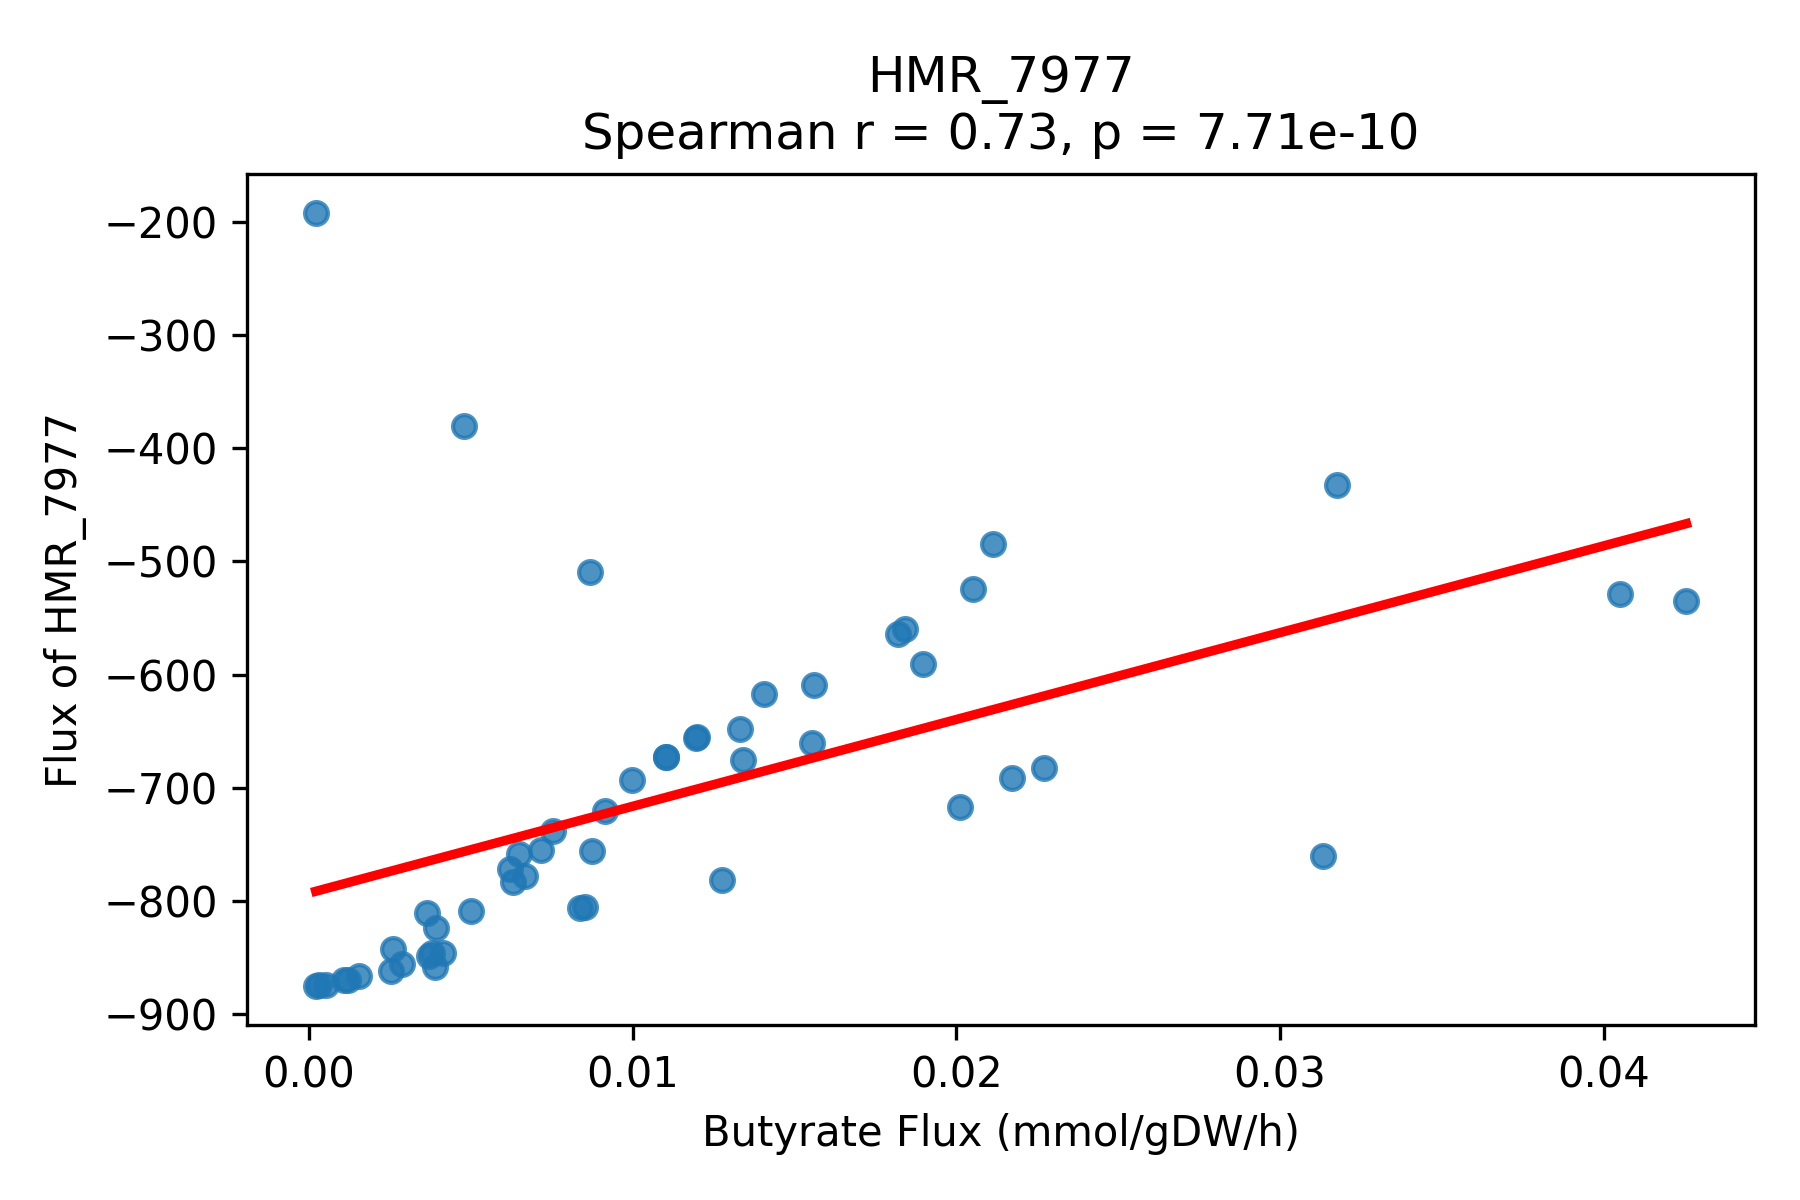 HMR_7977
Spearman r = 0.73, p = 7.71e-10
−200
−300
−400
−500
−600
−700
−800
−900
Flux of HMR_7977
0.00 0.01 0.02 0.03 0.04
Butyrate Flux (mmol/gDW/h)